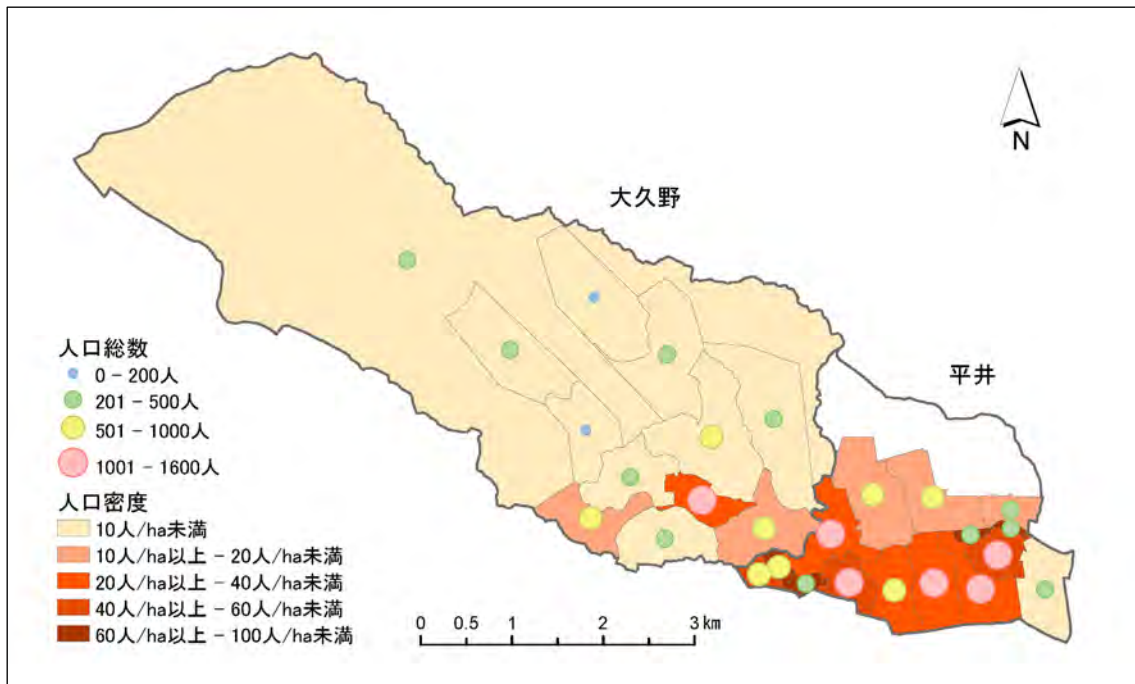 大久野
N
平井
人口総数
0 − 200人
201 − 500人
501 − 1000人
1001 − 1600人
人口密度
10人/ha未満
10人/ha以上 − 20人/ha未満
20人/ha以上 − 40人/ha未満
40人/ha以上 − 60人/ha未満
60人/ha以上 − 100人/ha未満
0 0.5 1 2 3 km